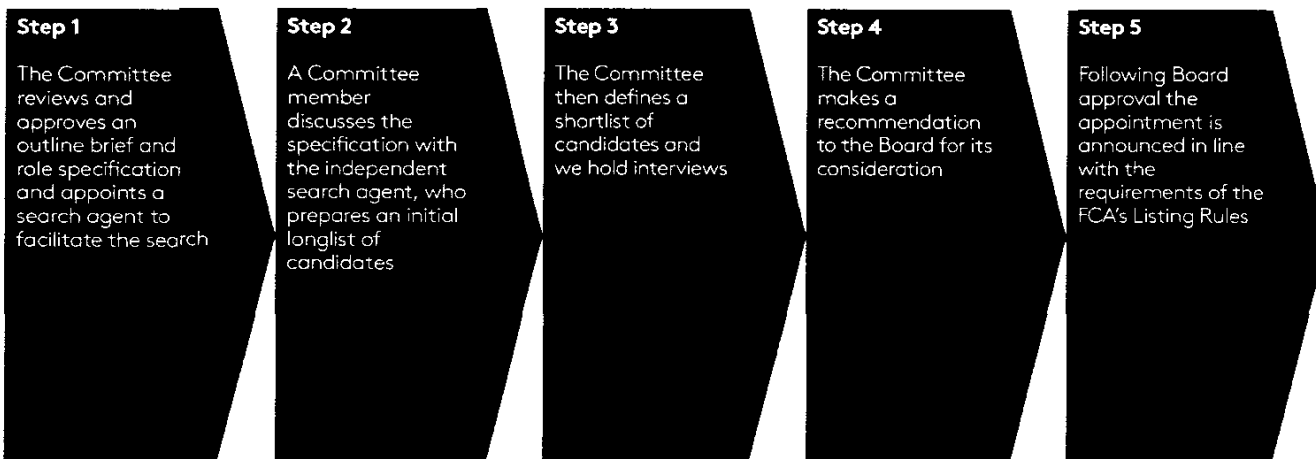 Step 1
The Committee
reviews and
approves an
outline brief and
role specification
and appoints a
search agent to
facilitate the search
Step 2
A Committee
member
discusses the
specification with
the independent
search agent, who
prepares an initial
longlist of
candidates
Step 3
The Committee
then defines a
shortlist of
candidates and
we hold interviews
Step 4
The Committee
makes a
recommendation
to the Board for its
consideration
Step 5
Following Board
approval the
appointment is
announced in line
with the
requirements of the
FCA's Listing Rules